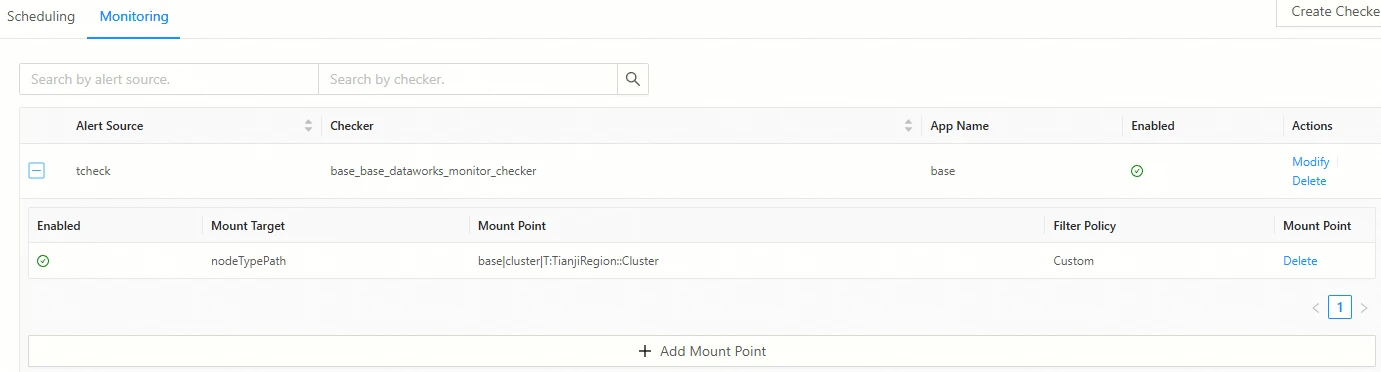 Scheduling Monitoring Create Checke
Search by alert source. Search by checker.
Alert Source Checker App Name Enabled Actions
tcheck base_base_dataworks_monitor_checker base Modify
Delete
Enabled Mount Target Mount Point Filter Policy Mount Point
nodeTypePath base|cluster|T:TianjiRegion::Cluster Custom Delete
1
Add Mount Point